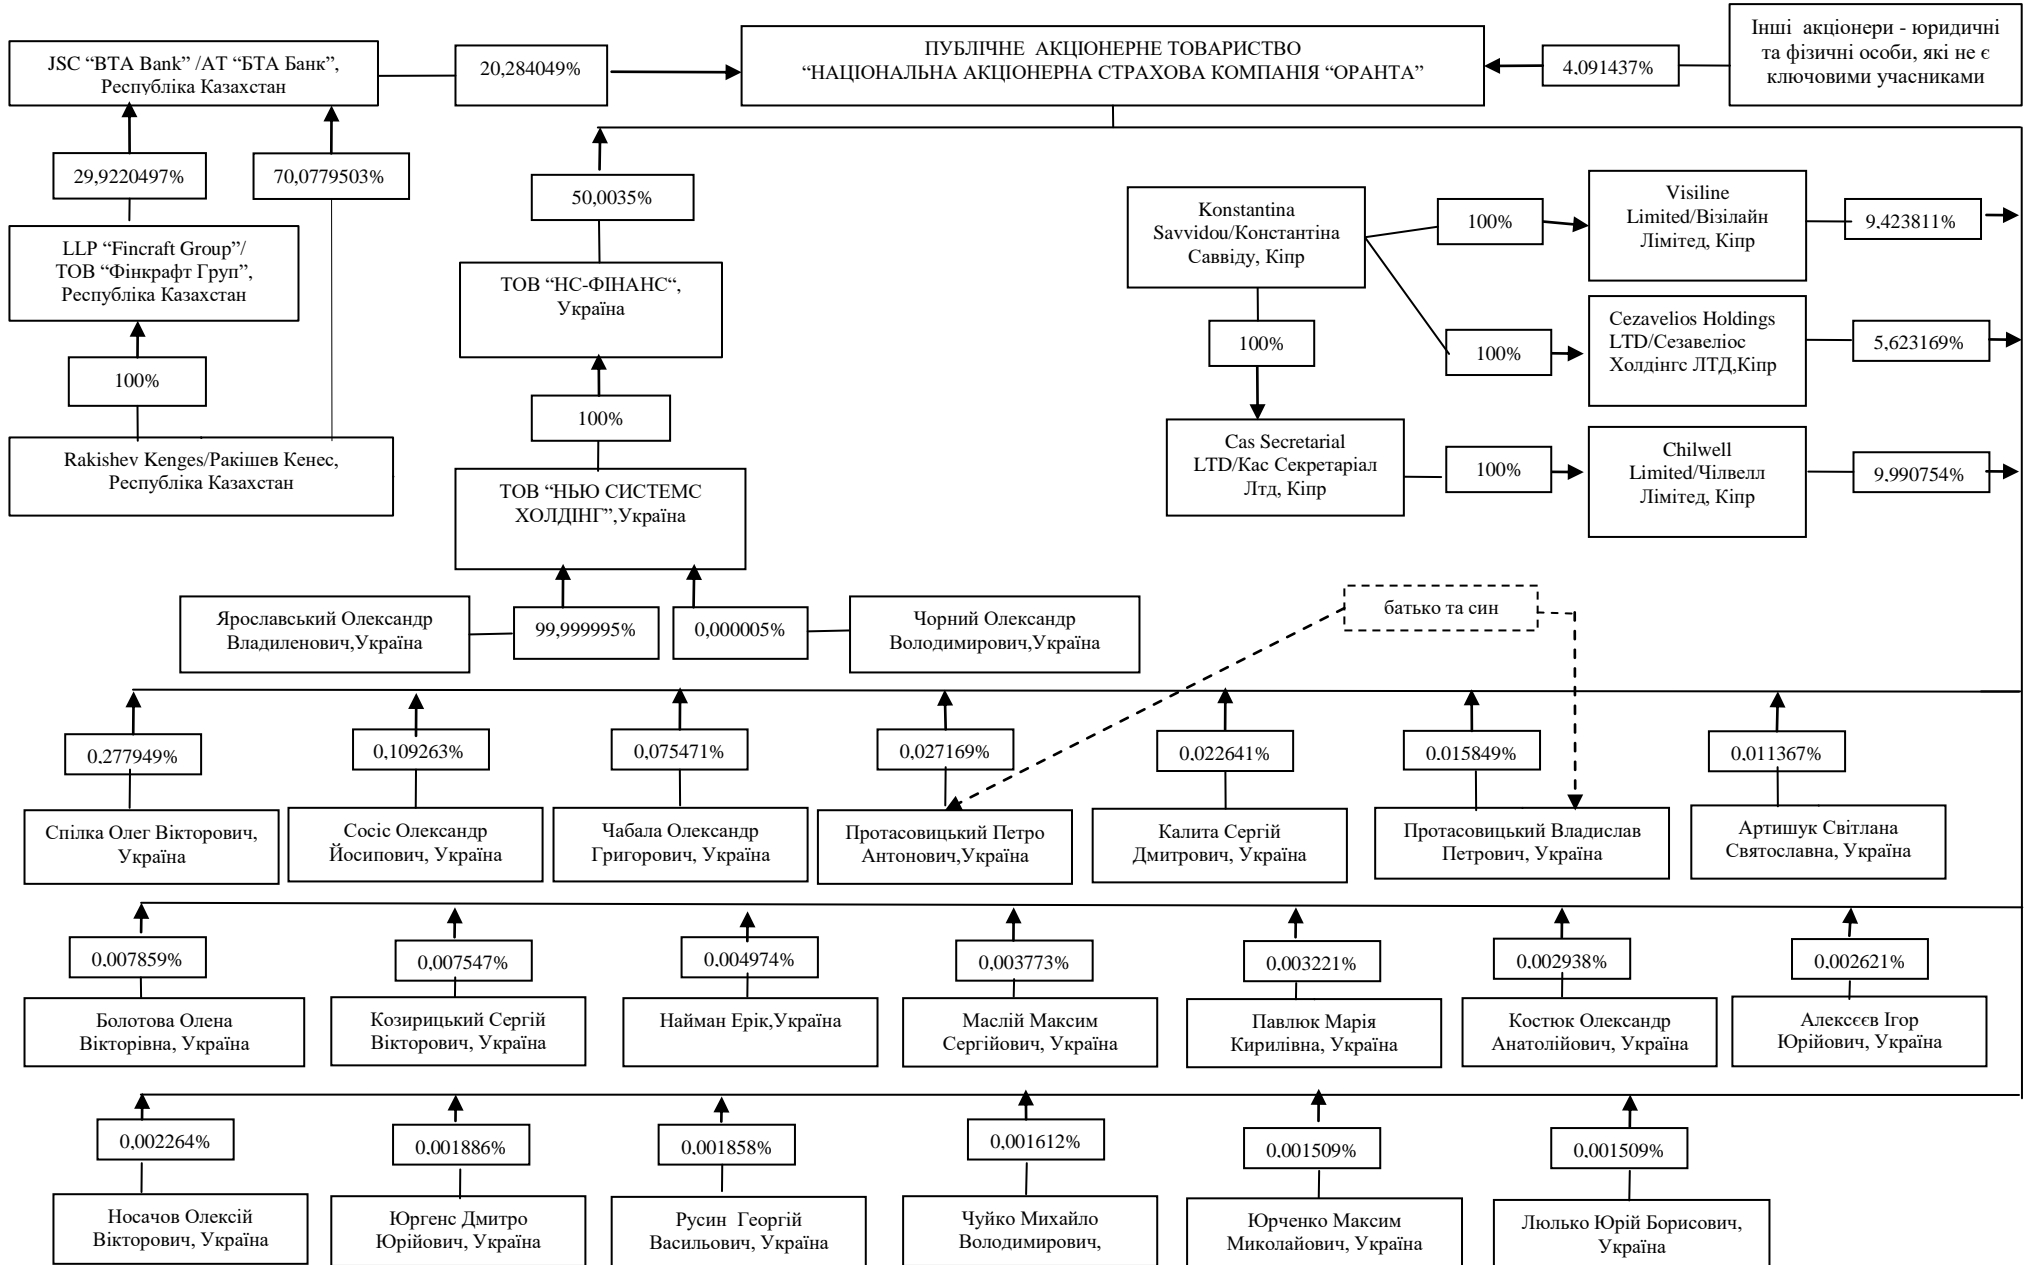 JSC “BTA Bank” /АТ “БТА Банк”,
Республіка Казахстан
20,284049%
ПУБЛІЧНЕ АКЦІОНЕРНЕ ТОВАРИСТВО
“НАЦІОНАЛЬНА АКЦІОНЕРНА СТРАХОВА КОМПАНІЯ “ОРАНТА”
4,091437%
Інші акціонери - юридичні
та фізичні особи, які не є
ключовими учасниками
29,9220497%
70,0779503%
50,0035%
LLP “Fincraft Group”/
ТОВ “Фінкрафт Груп”,
Республіка Казахстан
ТОВ “НС-ФІНАНС“,
Україна
Konstantina
Savvidou/Константіна
Саввіду, Кіпр
100%
Visiline
Limited/Візілайн
Лімітед, Кіпр
9,423811%
100%
100%
Cezavelios Holdings
LTD/Сезавеліос
Холдінгс ЛТД,Кіпр
5,623169%
100%
100%
Rakishev Kenges/Ракішев Кенес,
Республіка Казахстан
ТОВ “НЬЮ СИСТЕМС
ХОЛДІНГ”,Україна
Cas Secretarial
LTD/Кас Секретаріал
Лтд, Кіпр
100%
Chilwell
Limited/Чілвелл
Лімітед, Кіпр
9,990754%
Ярославський Олександр
Владиленович,Україна
99,999995%
0,000005%
Чорний Олександр
Володимирович,Україна
батько та син
0,277949%
0,109263%
0,075471%
0,027169%
0,022641%
0,015849%
0,011367%
Спілка Олег Вікторович,
Україна
Сосіс Олександр
Йосипович, Україна
Чабала Олександр
Григорович, Україна
Протасовицький Петро
Антонович,Україна
Калита Сергій
Дмитрович, Україна
Протасовицький Владислав
Петрович, Україна
Артишук Світлана
Святославна, Україна
0,007859%
0,007547%
0,004974%
0,003773%
0,003221%
0,002938%
0,002621%
Болотова Олена
Вікторівна, Україна
Козирицький Сергій
Вікторович, Україна
Найман Ерік,Україна
Маслій Максим
Сергійович, Україна
Павлюк Марія
Кирилівна, Україна
Костюк Олександр
Анатолійович, Україна
Алексєєв Ігор
Юрійович, Україна
0,002264%
0,001886%
0,001858%
0,001612%
0,001509%
0,001509%
Носачов Олексій
Вікторович, Україна
Юргенс Дмитро
Юрійович, Україна
Русин Георгій
Васильович, Україна
Чуйко Михайло
Володимирович,
Юрченко Максим
Миколайович, Україна
Люлько Юрій Борисович,
Україна